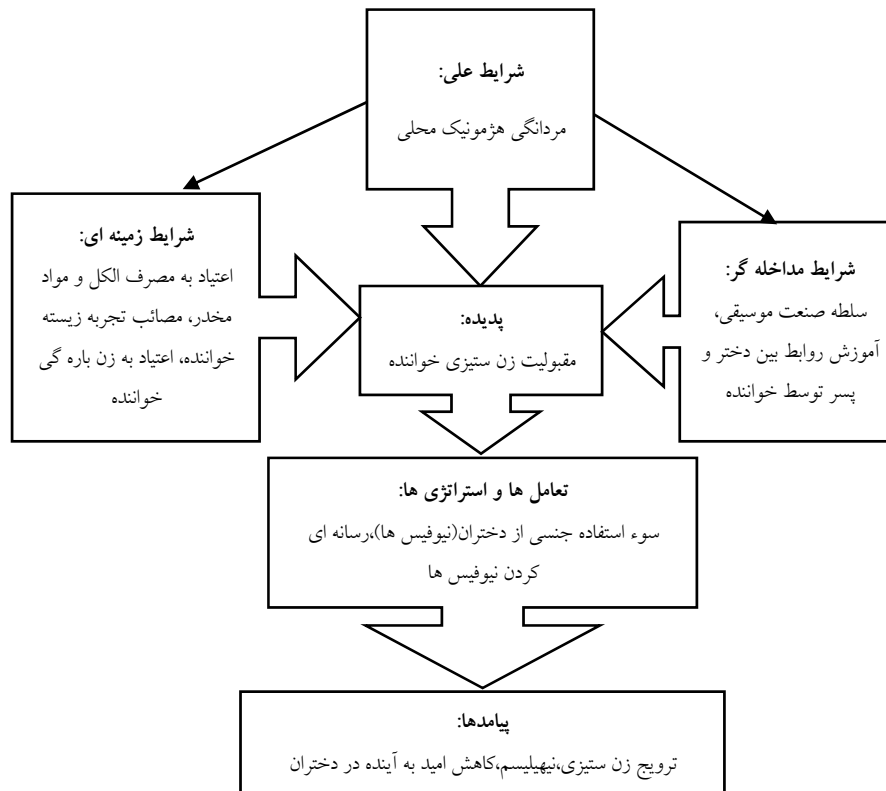 شرایط علی:
مردانگی هژمونیک محلی
شرایط مداخله گر:
سلطه صنعت موسیقی،
آموزش روابط بین دختر و
پسر توسط خواننده
شرایط زمینه ای:
اعتیاد به مصرف الکل و مواد
مخدر، مصائب تجربه زیسته
خواننده، اعتیاد به زن باره گی
خواننده
پدیده:
مقبولیت زن ستیزی خواننده
تعامل ها و استراتژی ها:
سوء استفاده جنسی از دختران(نیوفیس ها)،رسانه ای
کردن نیوفیس ها
پیامدها:
ترویج زن ستیزی،نیهیلیسم،کاهش امید به آینده در دختران